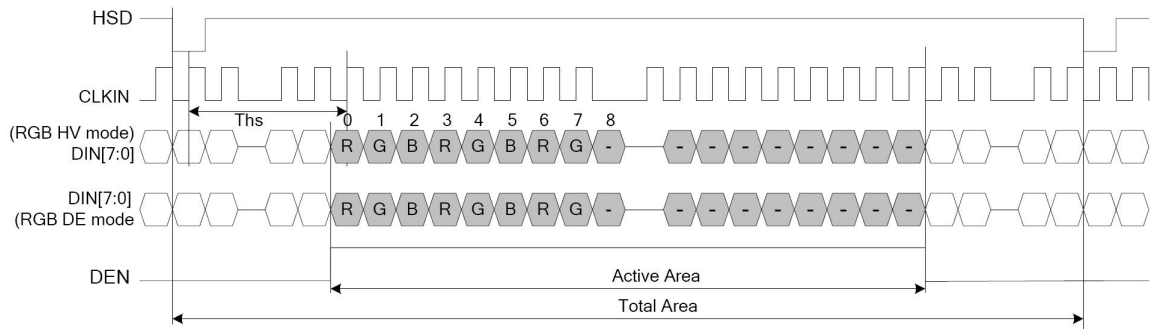 HSD
CLKIN
Ths
0 1 2 3 4 5 6 7 8
(RGB HV mode)
DIN[7:0]
R G B R G B R G - - - - - - - - -
DIN[7:0]
(RGB DE mode
R G B R G B R G - - - - - - - - -
DEN
Active Area
Total Area